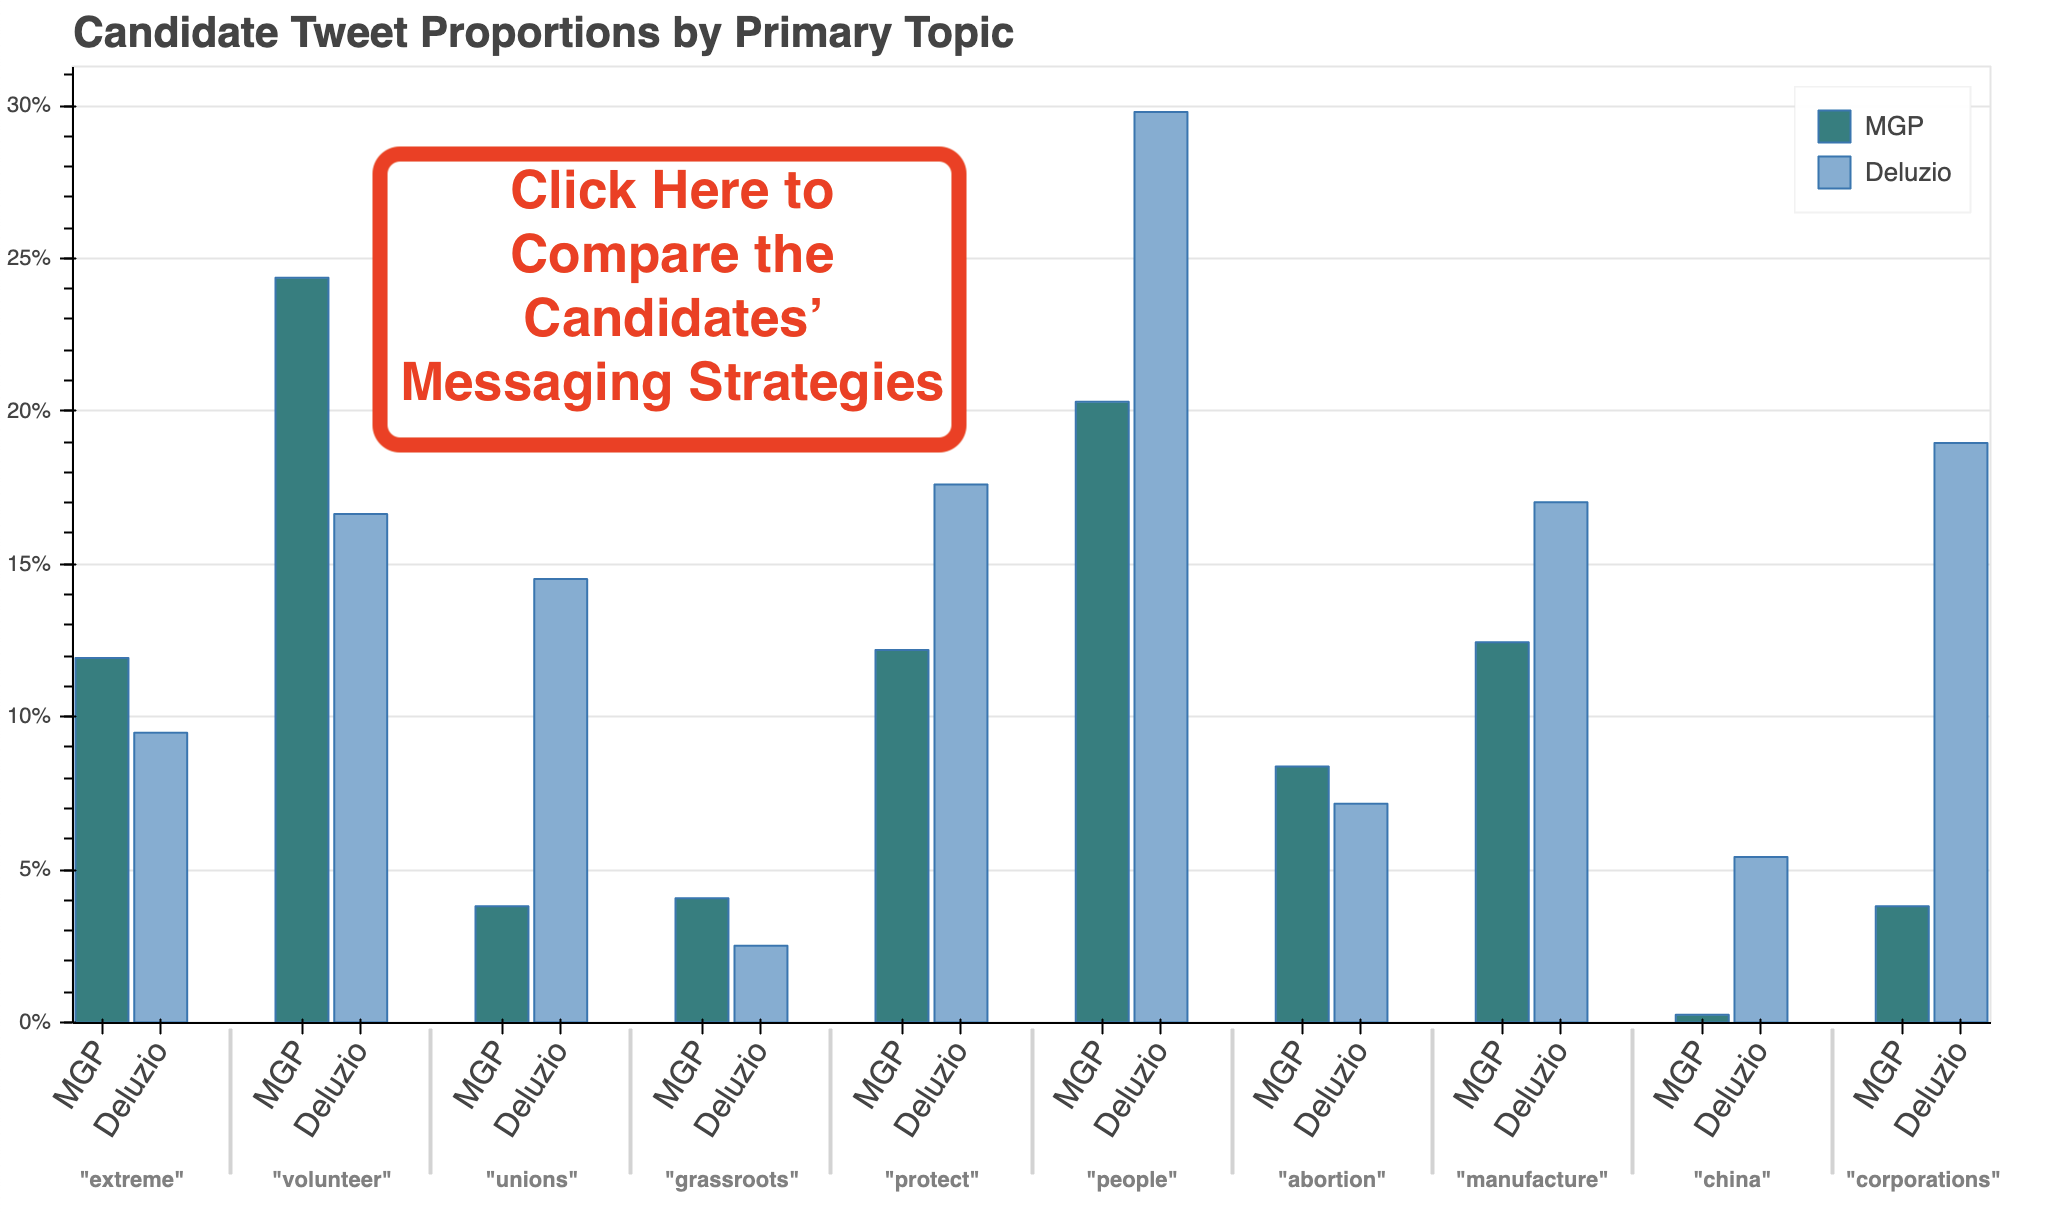 Candidate Tweet Proportions by Primary Topic
30%
25%
20%
15%
10%
5%
0%
Click Here to
Compare the
Candidates’
Messaging Strategies
MGP
Deluzio
MGP Deluzio MGP Deluzio MGP Deluzio MGP Deluzio MGP Deluzio MGP Deluzio MGP Deluzio MGP Deluzio MGP Deluzio MGP Deluzio
"extreme" "volunteer" "unions" "grassroots" "protect" "people" "abortion" "manufacture" "china" "corporations"